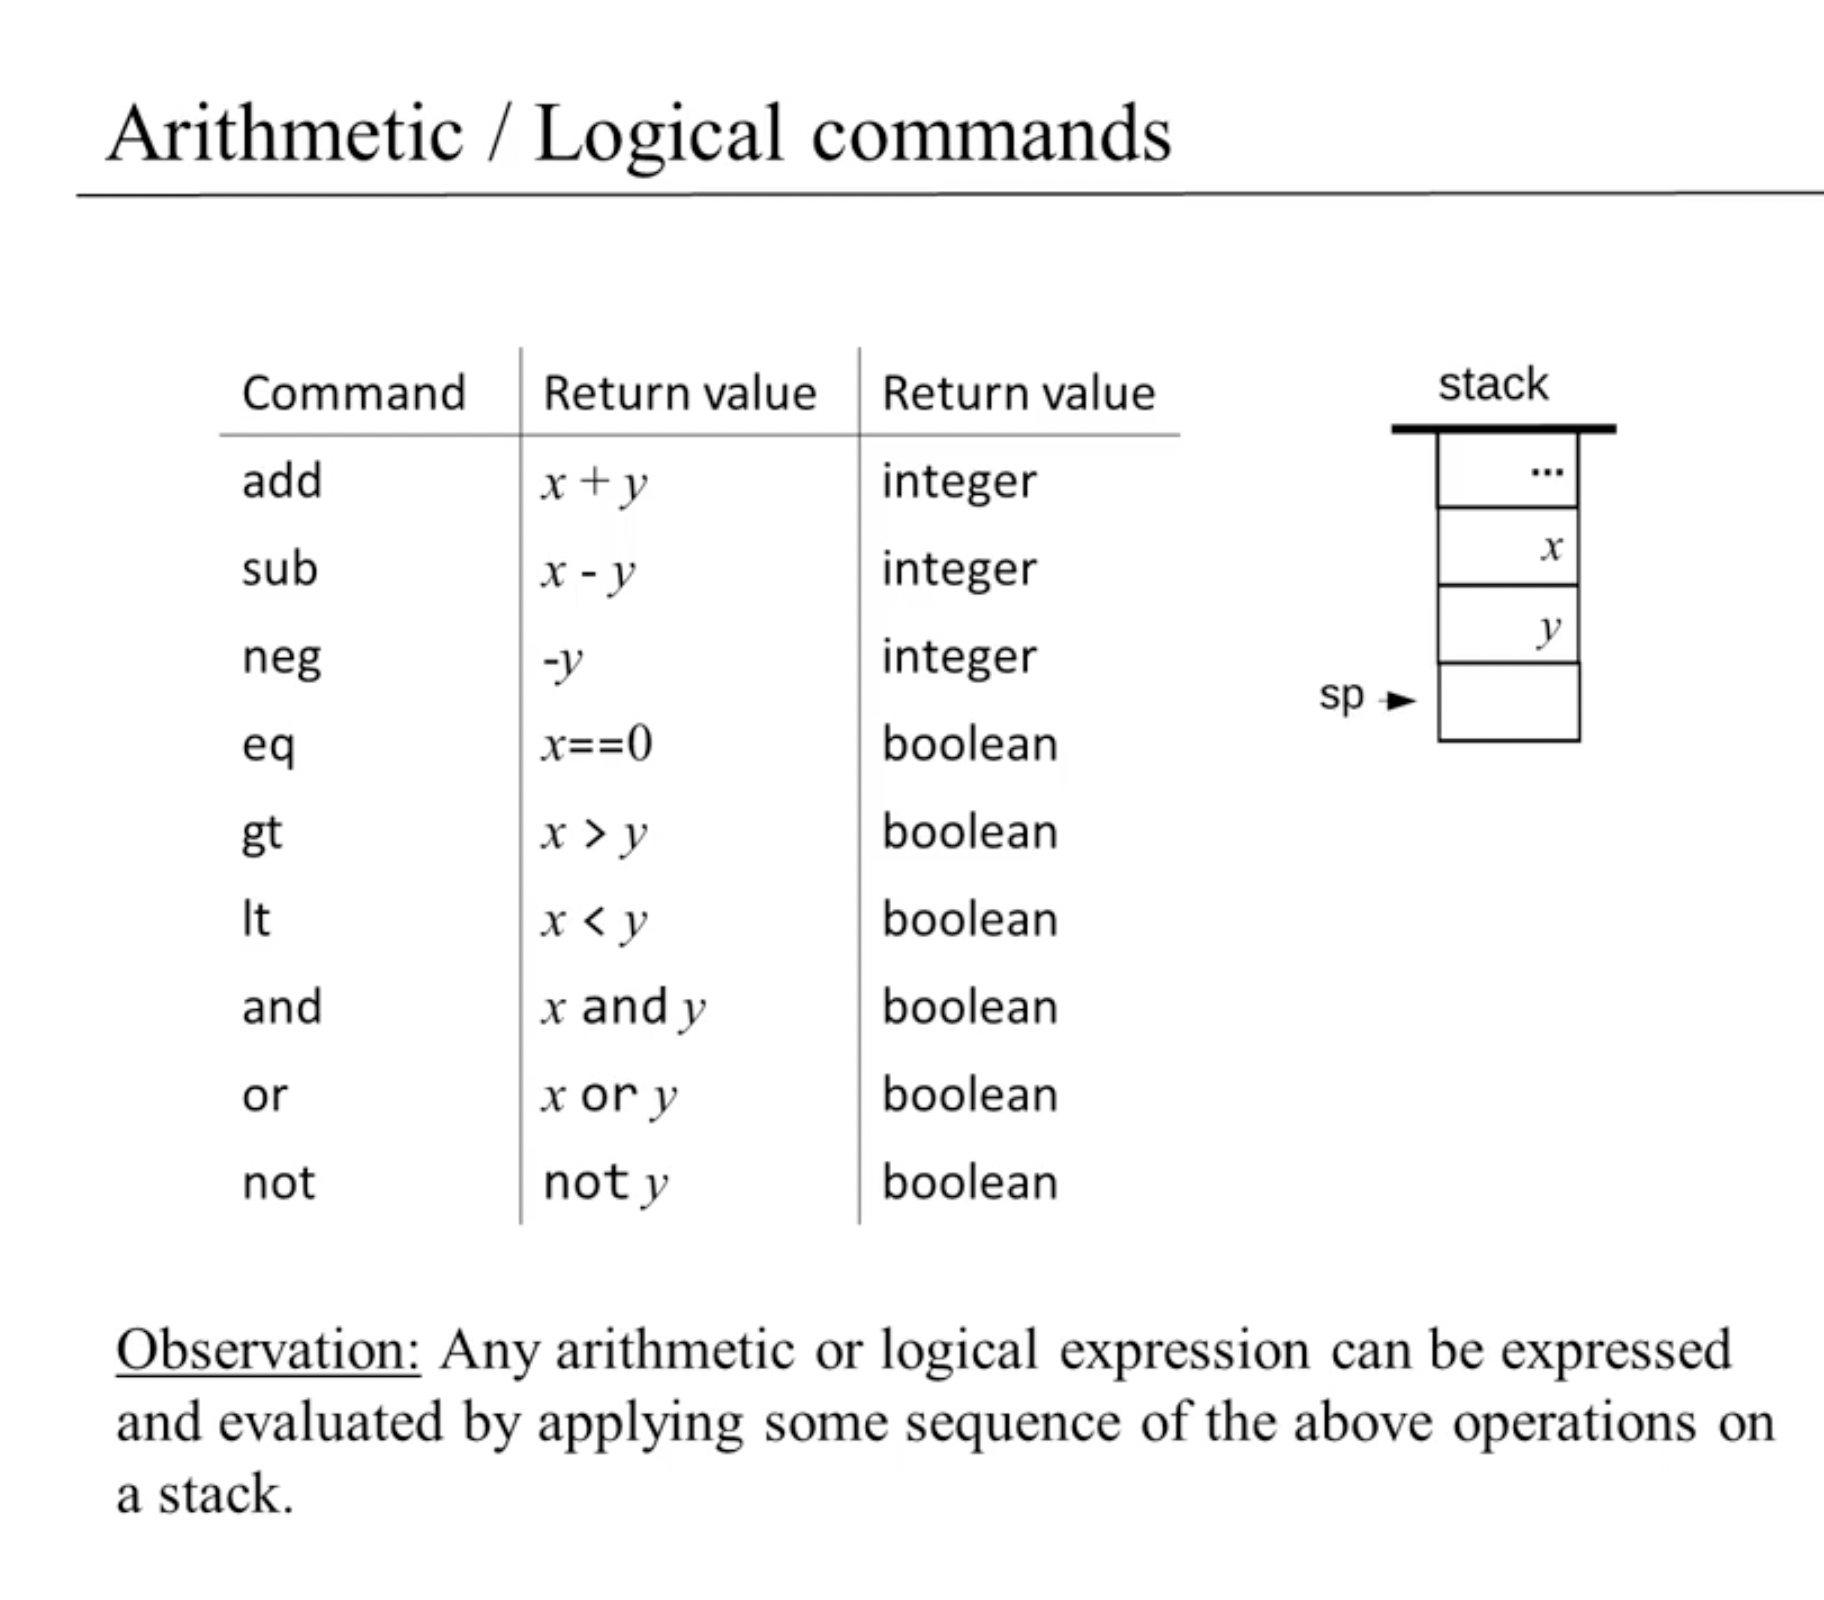 Arithmetic / Logical commands
Command Return value Return value
add x + y integer
sub x - y integer
neg -y integer
eq x==0 boolean
gt x > y boolean
lt x < y boolean
and x and y boolean
or x or y boolean
not not y boolean
stack
...
x
y
sp
Observation: Any arithmetic or logical expression can be expressed
and evaluated by applying some sequence of the above operations on
a stack.